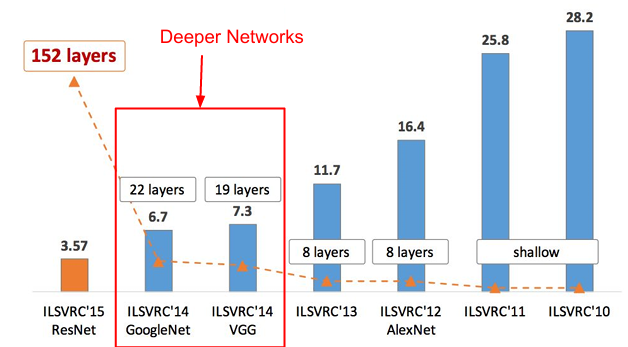 Deeper Networks
28.2
25.8
152 layers
16.4
11.7
22 layers
19 layers
7.3
6.7
3.57
8 layers
8 layers
shallow
ILSVRC'15
ResNet
ILSVRC'14
GoogleNet
ILSVRC'14
VGG
ILSVRC'13
ILSVRC'12
AlexNet
ILSVRC'11
ILSVRC'10